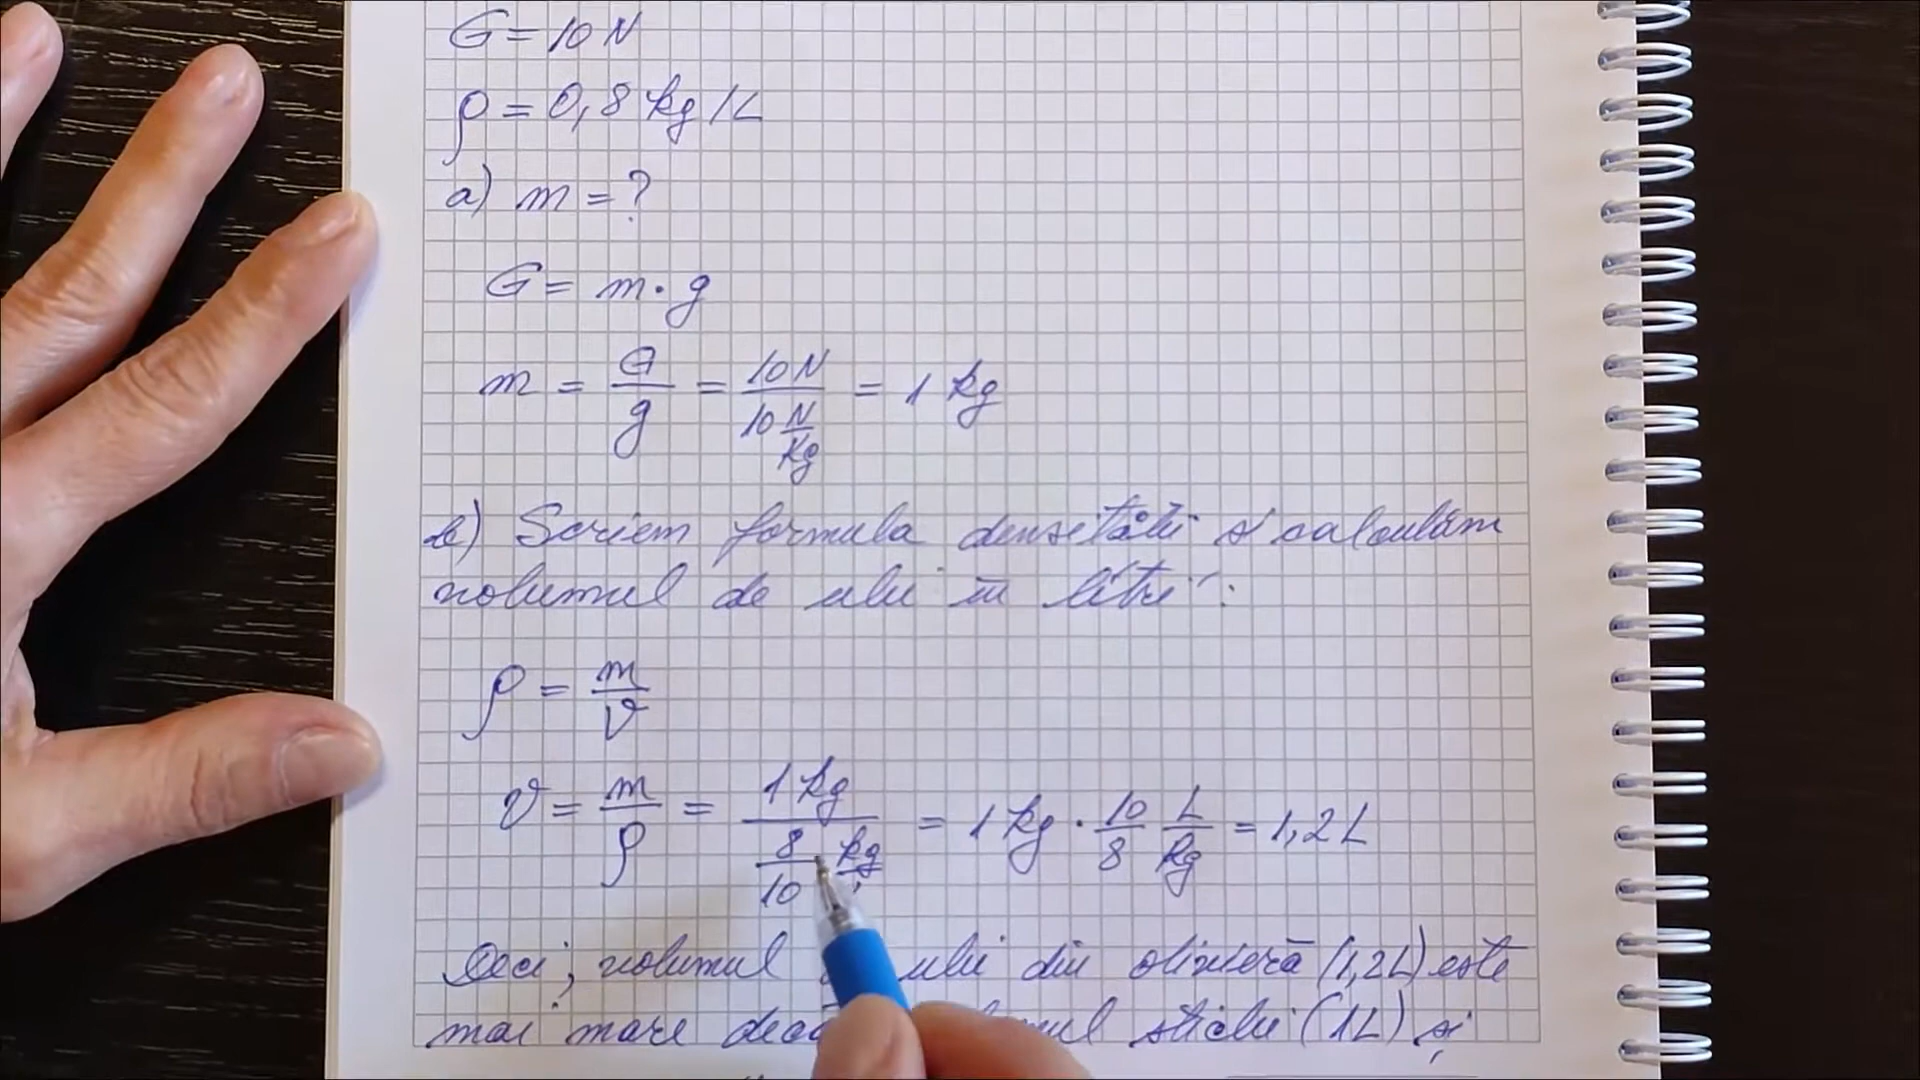 G = 10 N
ρ = 0,8 kg/L
a) m = ?
G = m · g
m = G/g = 10 N / 10 N/kg = 1 kg
b) Scriem formula densității și calculăm
volumul de ulei în litri:
ρ = m/V
V = m/ρ = 1 kg / 8/10 kg/ = 1 kg · 10/8 L/kg = 1,2 L
Deci, volumul ulei din olivieră (1,2L) este
mai mare sticlei (1L) și